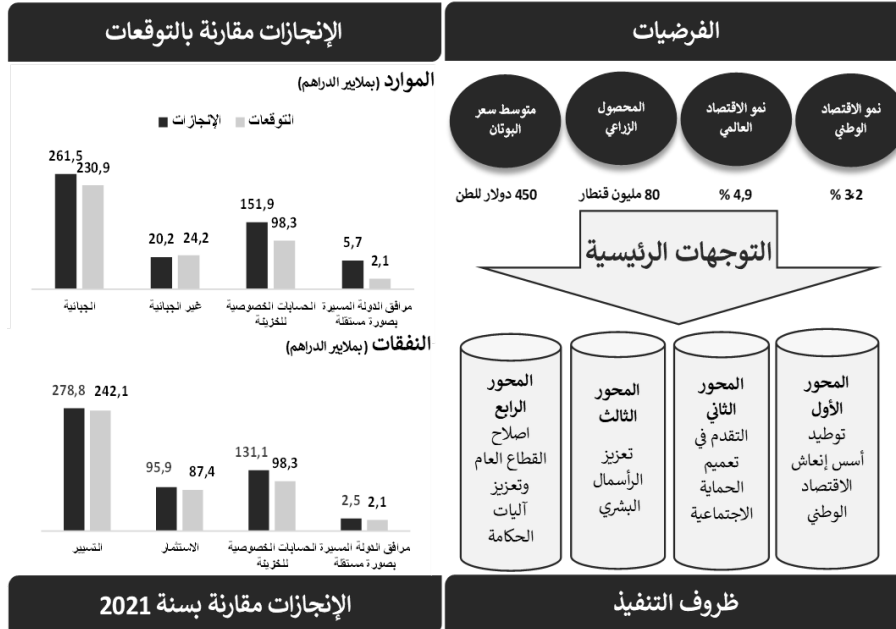 الفرضيات
نمو الاقتصاد
الوطني
نمو الاقتصاد
العالمي
المحصول
الزراعي
متوسط سعر
البوتان
3،2 %
4,9 %
80 مليون قنطار
450 دولار للطن
التوجهات الرئيسية
المحور
الأول
توطيد
أسس إنعاش
الاقتصاد
الوطني
المحور
الثاني
التقدم في
تعميم
الحماية
الاجتماعية
المحور
الثالث
تعزيز
الرأسمال
البشري
المحور
الرابع
اصلاح
القطاع العام
وتعزيز
آليات
الحكامة
ظروف التنفيذ
الإنجازات مقارنة بالتوقعات
الموارد (بملايير الدراهم)
الإنجازات
التوقعات
261,5
230,9
20,2
24,2
151,9
98,3
5,7
2,1
الجبائية
غير الجبائية
الحسابات الخصوصية
للخزينة
مرافق الدولة المسيرة
بصورة مستقلة
النفقات (بملايير الدراهم)
278,8
242,1
95,9
87,4
131,1
98,3
2,5
2,1
التسيير
الاستثمار
الحسابات الخصوصية
للخزينة
مرافق الدولة المسيرة
بصورة مستقلة
الإنجازات مقارنة بسنة 2021